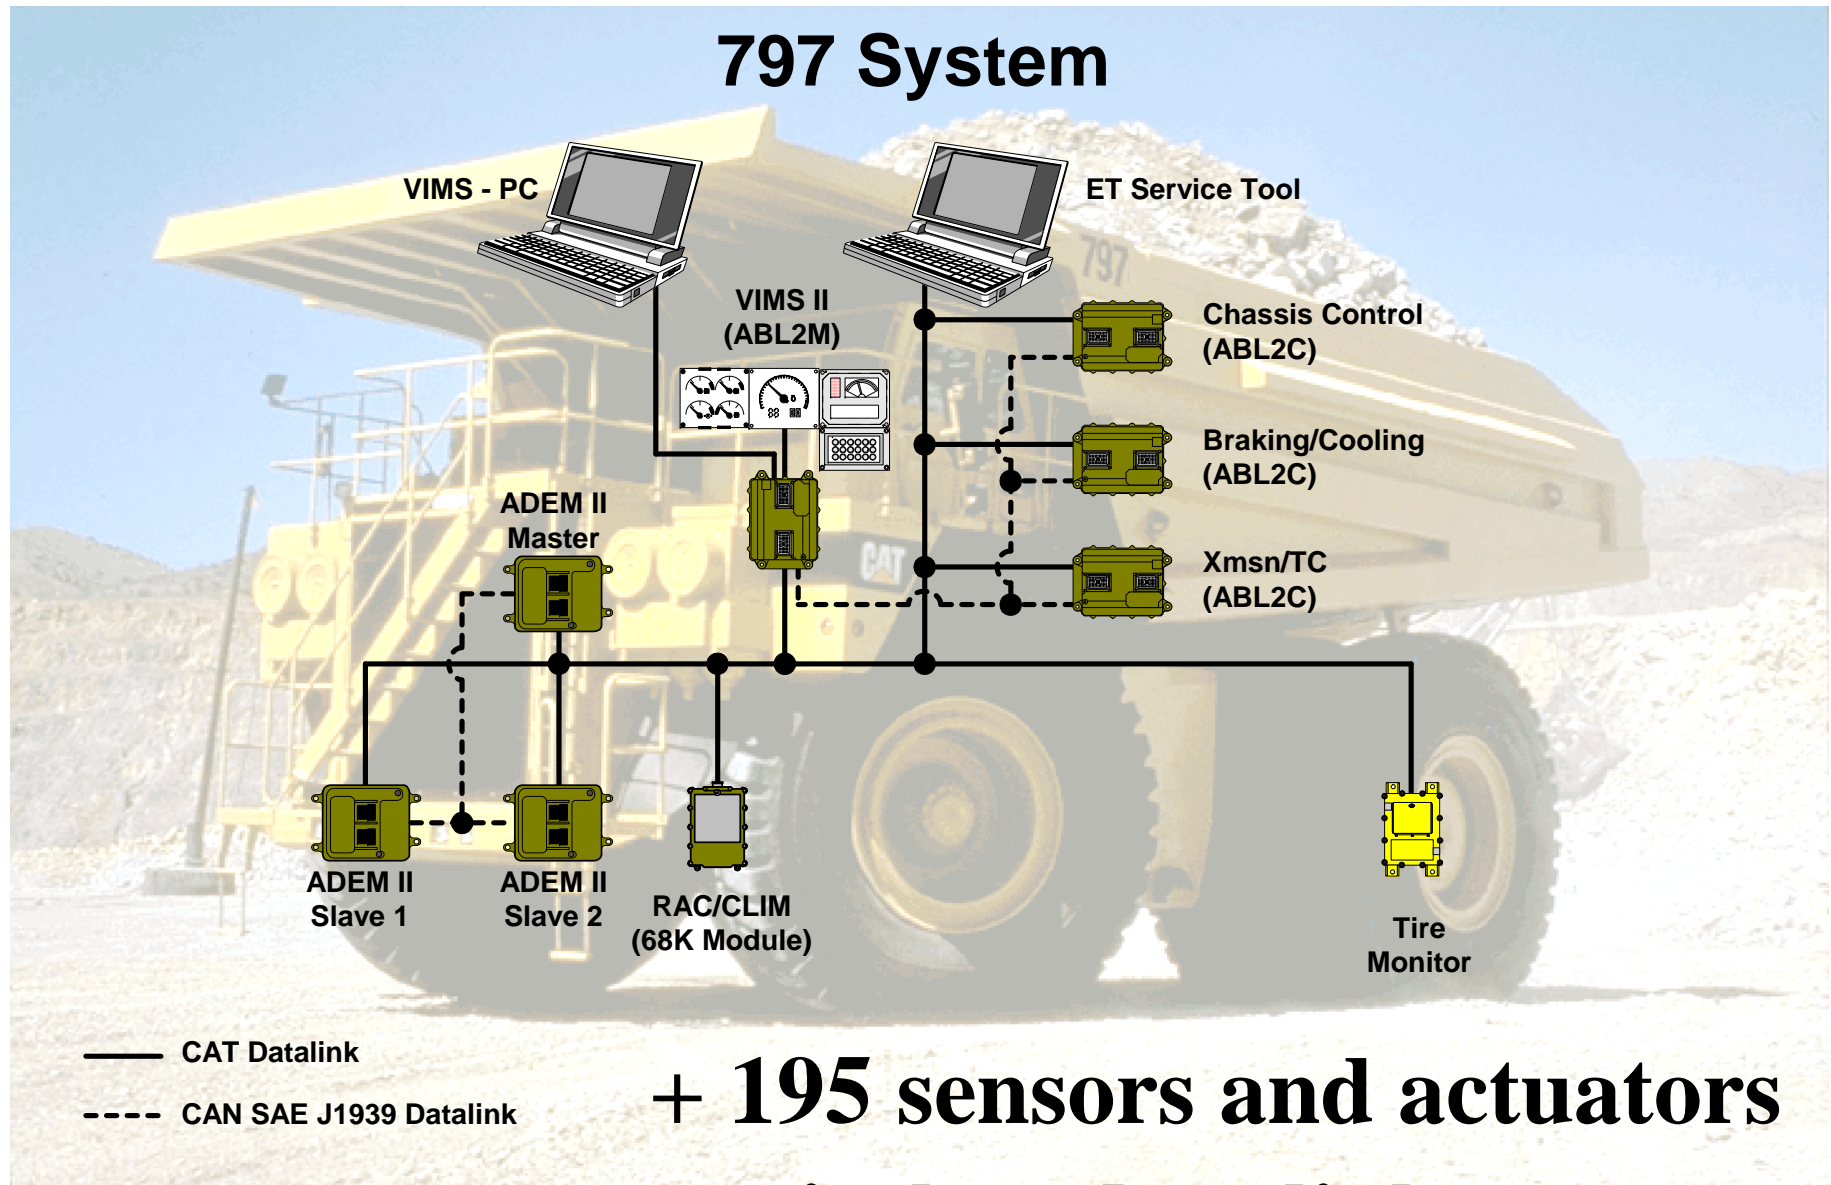 797 System
VIMS - PC
ET Service Tool
797
VIMS II
(ABL2M)
Chassis Control
(ABL2C)
Braking/Cooling
(ABL2C)
ADEM II
Master
CAT
Xmsn/TC
(ABL2C)
ADEM II
Slave 1
ADEM II
Slave 2
RAC/CLIM
(68K Module)
Tire
Monitor
CAT Datalink
CAN SAE J1939 Datalink
+ 195 sensors and actuators